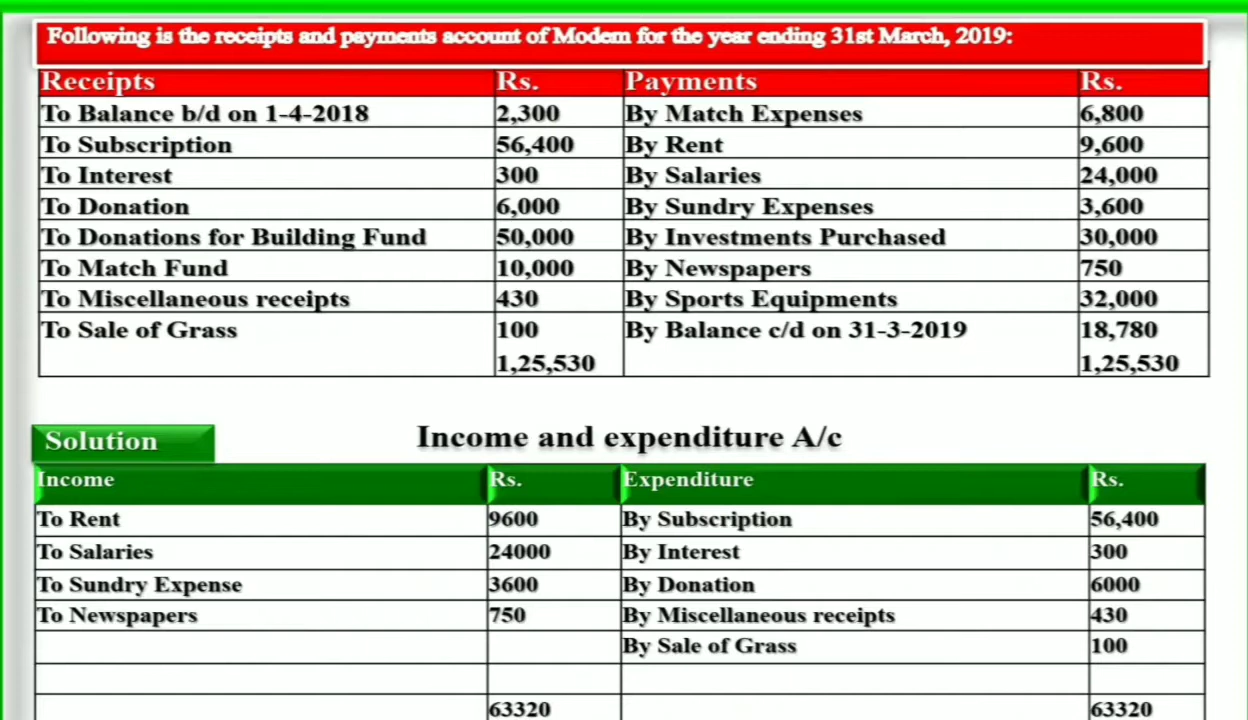 Following is the receipts and payments account of Modem for the year ending 31st March, 2019:
Receipts Rs. Payments Rs.
To Balance b/d on 1-4-2018 2,300 By Match Expenses 6,800
To Subscription 56,400 By Rent 9,600
To Interest 300 By Salaries 24,000
To Donation 6,000 By Sundry Expenses 3,600
To Donations for Building Fund 50,000 By Investments Purchased 30,000
To Match Fund 10,000 By Newspapers 750
To Miscellaneous receipts 430 By Sports Equipments 32,000
To Sale of Grass 100 By Balance c/d on 31-3-2019 18,780
1,25,530 1,25,530
Solution Income and expenditure A/c
Income Rs. Expenditure Rs.
To Rent 9600 By Subscription 56,400
To Salaries 24000 By Interest 300
To Sundry Expense 3600 By Donation 6000
To Newspapers 750 By Miscellaneous receipts 430
By Sale of Grass 100
63320 63320